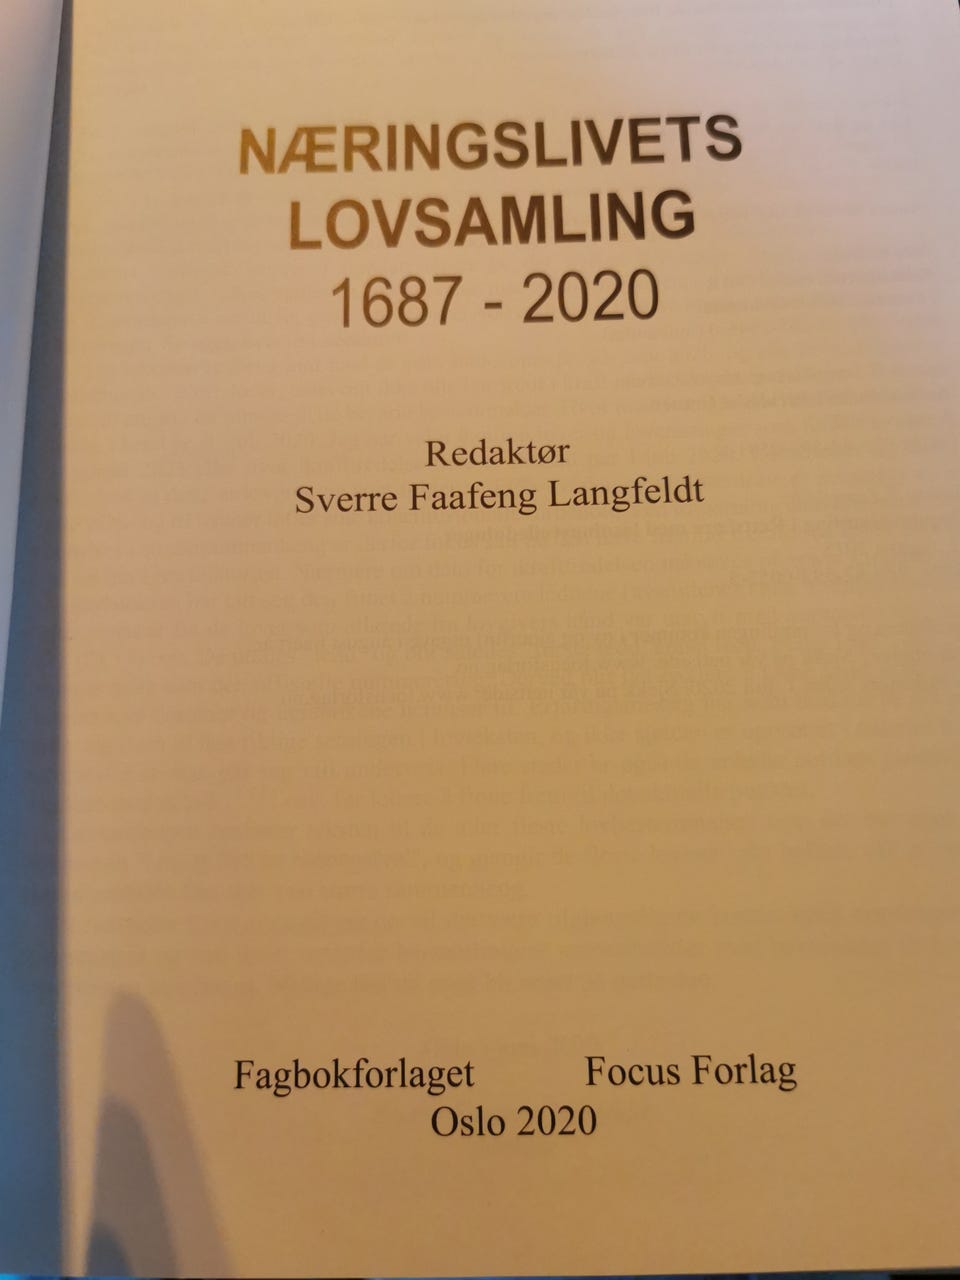 NÆRINGSLIVETS
LOVSAMLING
1687 - 2020
Redaktør
Sverre Faafeng Langfeldt
Fagbokforlaget Focus Forlag
Oslo 2020